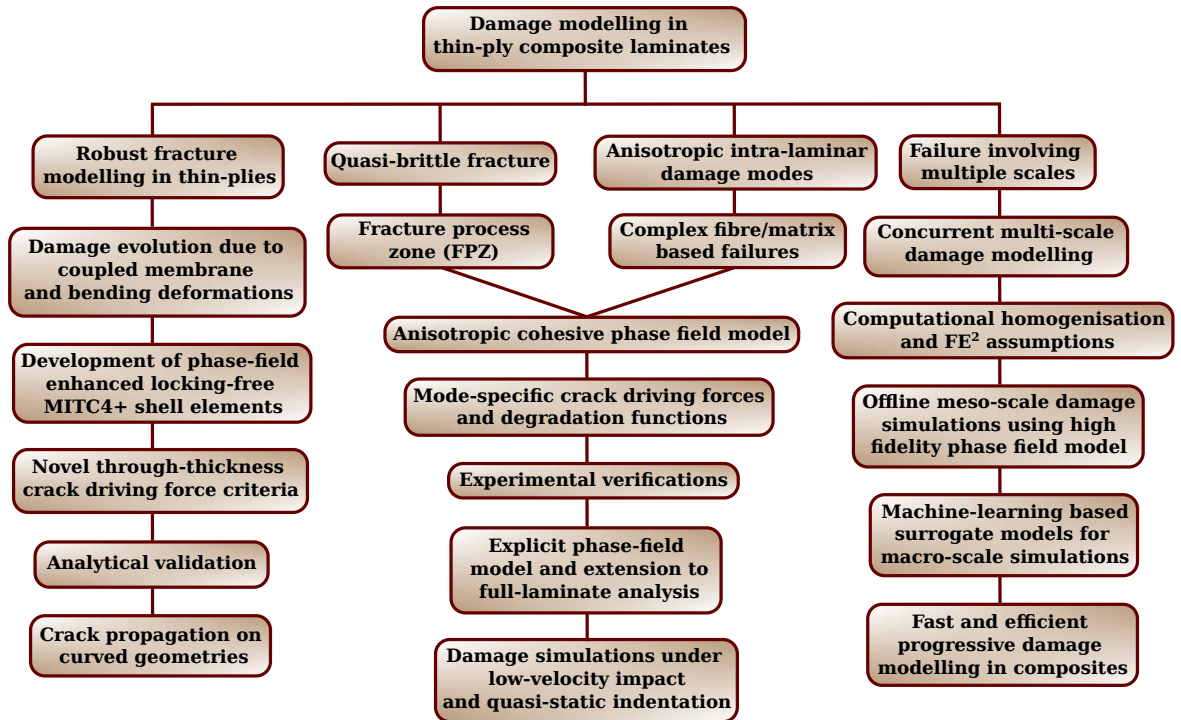 Damage modelling in
thin-ply composite laminates
Robust fracture
modelling in thin-plies
Damage evolution due to
coupled membrane
and bending deformations
Development of phase-field
enhanced locking-free
MITC4+ shell elements
Novel through-thickness
crack driving force criteria
Analytical validation
Crack propagation on
curved geometries
Quasi-brittle fracture
Fracture process
zone (FPZ)
Anisotropic intra-laminar
damage modes
Complex fibre/matrix
based failures
Anisotropic cohesive phase field model
Mode-specific crack driving forces
and degradation functions
Experimental verifications
Explicit phase-field
model and extension to
full-laminate analysis
Damage simulations under
low-velocity impact
and quasi-static indentation
Failure involving
multiple scales
Concurrent multi-scale
damage modelling
Computational homogenisation
and FE² assumptions
Offline meso-scale damage
simulations using high
fidelity phase field model
Machine-learning based
surrogate models for
macro-scale simulations
Fast and efficient
progressive damage
modelling in composites